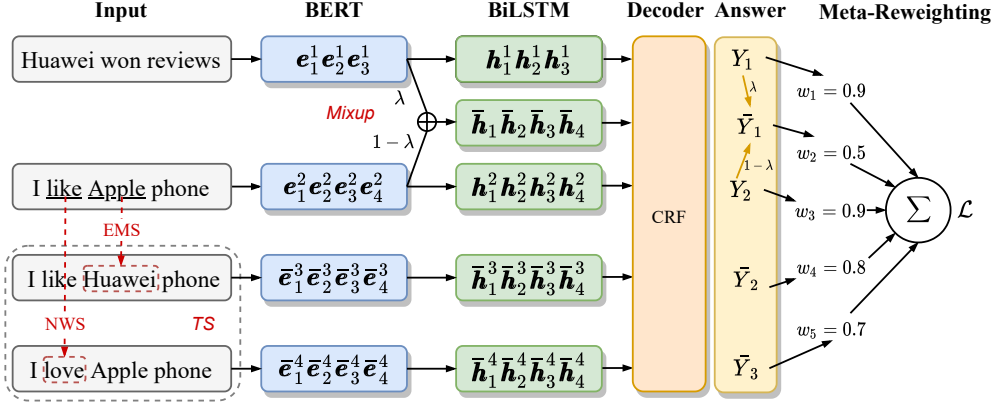 Input BERT BiLSTM Decoder Answer Meta-Reweighting
Huawei won reviews
e₁¹e₂¹e₃¹
h₁¹h₂¹h₃¹
Y₁
λ
w₁ = 0.9
λ
Mixup
1 − λ
h̄₁h̄₂h̄₃h̄₄
Ȳ₁
w₂ = 0.5
1−λ
I like Apple phone
e₁²e₂²e₃²e₄²
h₁²h₂²h₃²h₄²
Y₂
w₃ = 0.9
∑
ℒ
CRF
EMS
I like Huawei phone
ē₁³ē₂³ē₃³ē₄³
h̄₁³h̄₂³h̄₃³h̄₄³
Ȳ₂
w₄ = 0.8
NWS
TS
w₅ = 0.7
I love Apple phone
ē₁⁴ē₂⁴ē₃⁴ē₄⁴
h̄₁⁴h̄₂⁴h̄₃⁴h̄₄⁴
Ȳ₃